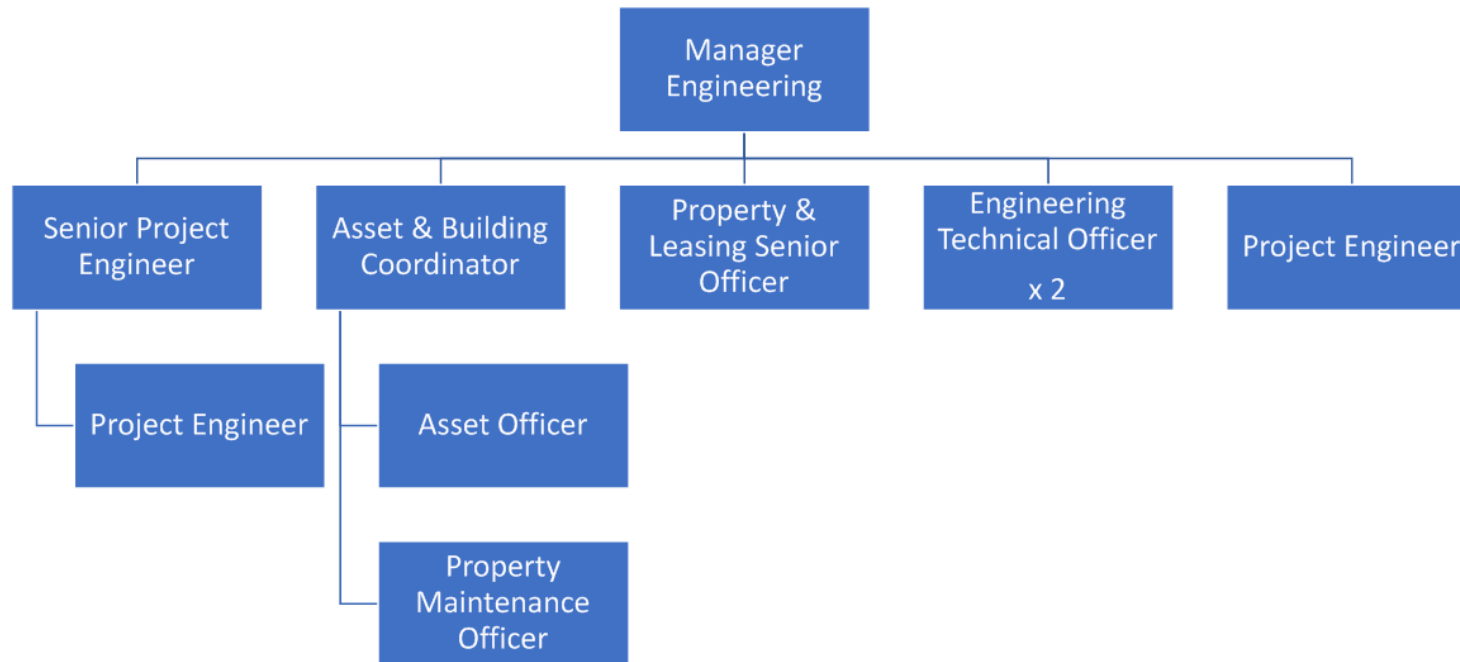 Manager
Engineering
Senior Project
Engineer
Asset & Building
Coordinator
Property &
Leasing Senior
Officer
Engineering
Technical Officer
x 2
Project Engineer
Project Engineer
Asset Officer
Property
Maintenance
Officer